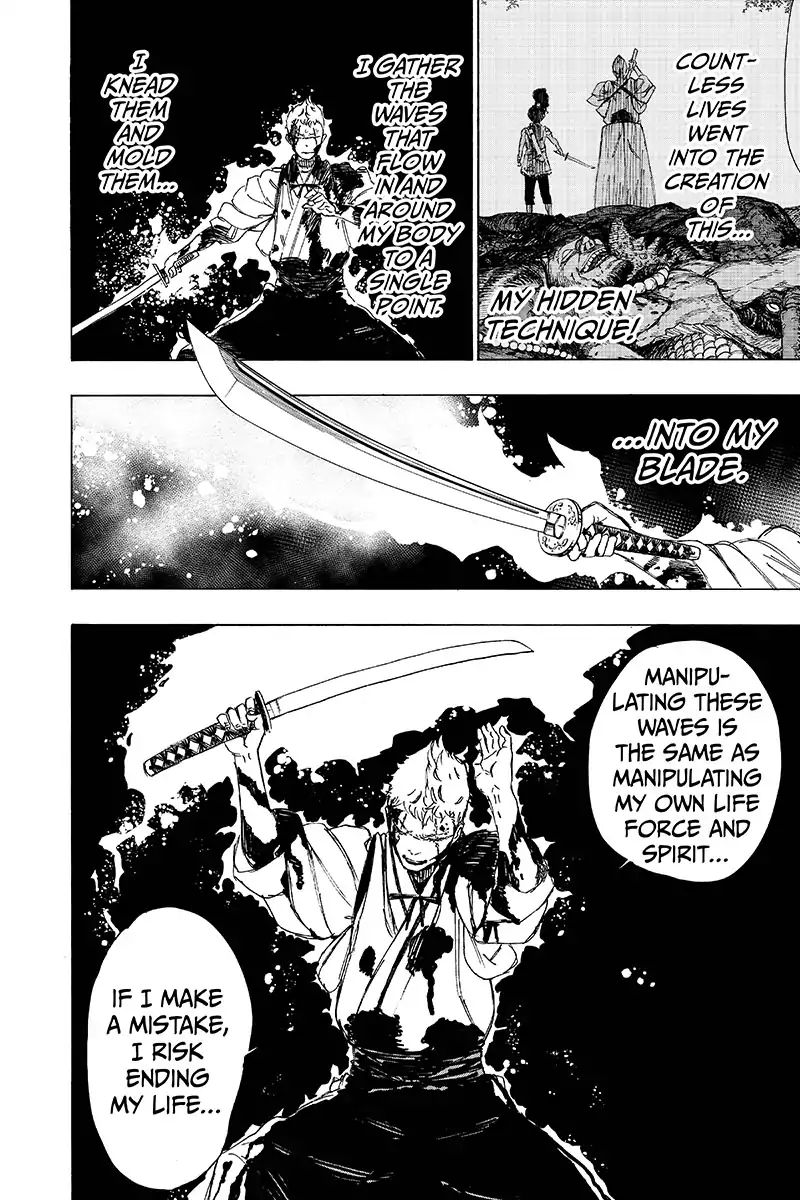 COUNT-
LESS
LIVES
WENT
INTO THE
CREATION
OF
THIS...
MY HIDDEN
TECHNIQUE!
I GATHER
THE
WAVES
THAT
FLOW
IN AND
AROUND
MY BODY
TO A
SINGLE
POINT.
I
KNEAD
THEM
AND
MOLD
THEM...
...INTO MY
BLADE.
MANIPU-
LATING THESE
WAVES IS
THE SAME AS
MANIPULATING
MY OWN LIFE
FORCE AND
SPIRIT...
IF I MAKE
A MISTAKE,
I RISK
ENDING
MY LIFE...